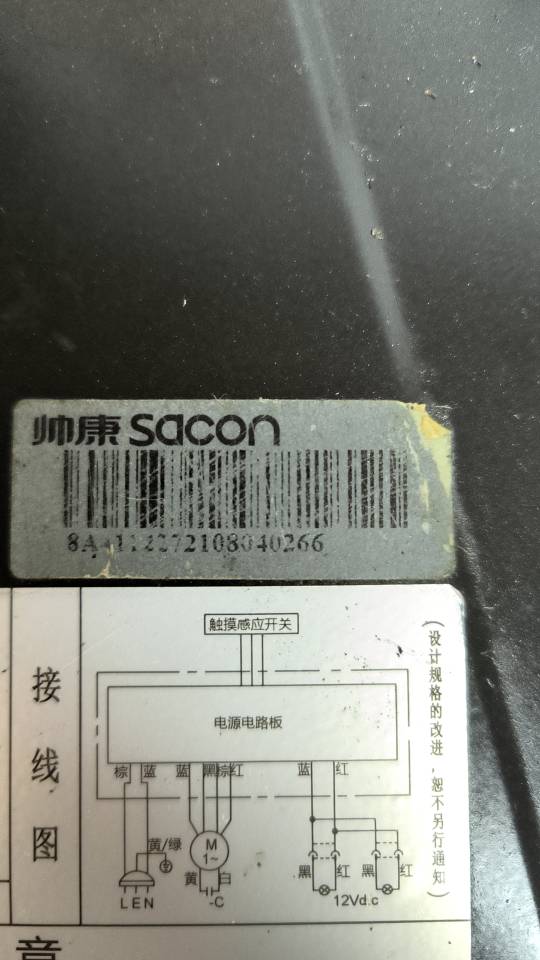 帅康 sacon
触摸感应开关
接线图
电源电路板
棕 蓝 蓝 黑 棕 红 蓝 红
黄/绿
M
1~
黄 白
黑 红 黑 红
L E N
-C
12Vd.c
(设计规格的改进,恕不另行通知)
意